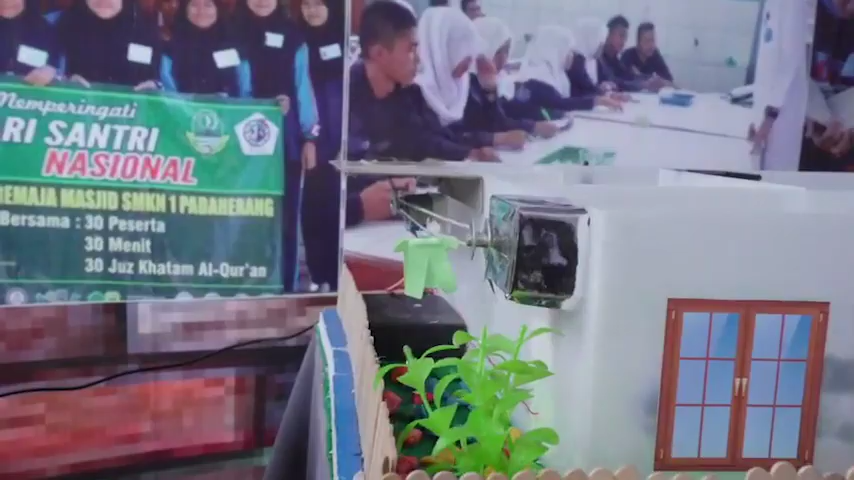 Memperingati
RI SANTRI
NASIONAL
REMAJA MASJID SMKN 1 PADAHERANG
Bersama : 30 Peserta
30 Menit
30 Juz Khatam Al-Qur'an